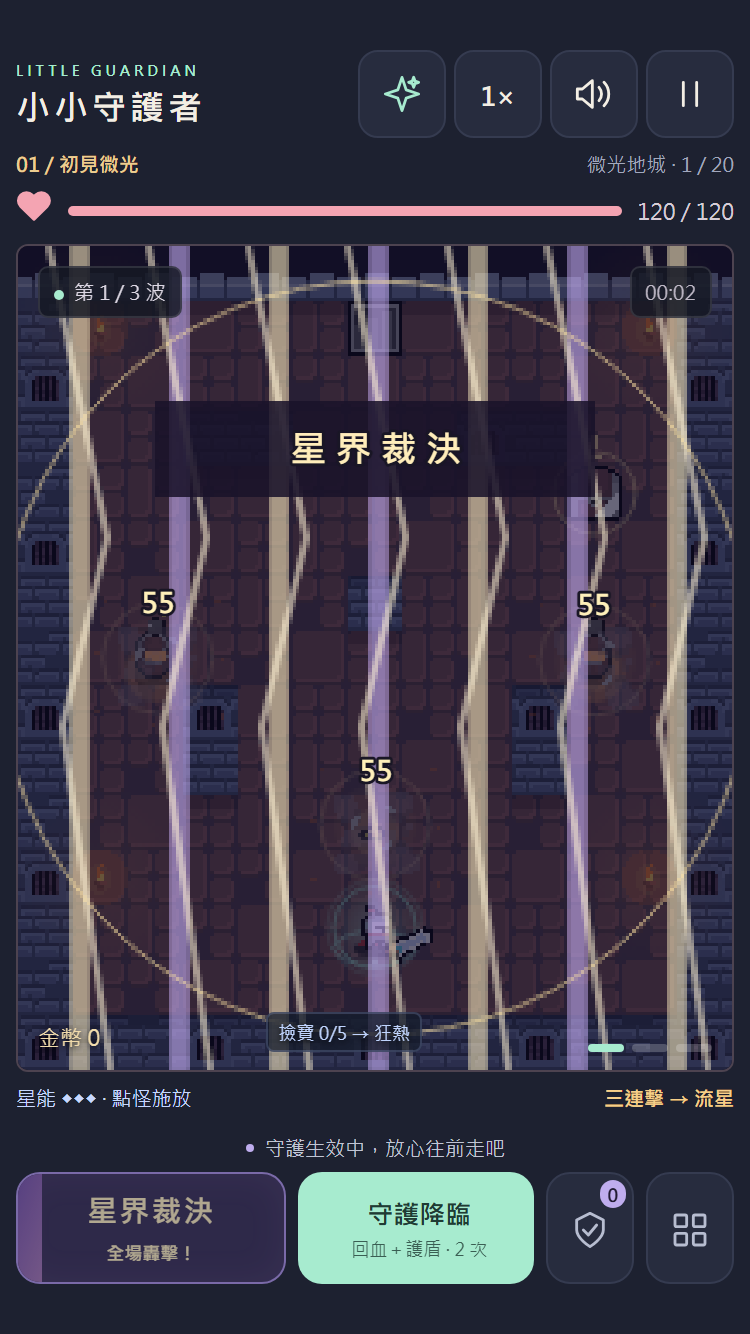 LITTLE GUARDIAN
小小守護者
1×
01 / 初見微光
微光地城 · 1 / 20
120 / 120
第 1 / 3 波
00:02
星界裁決
55
55
55
金幣 0
撿寶 0/5 → 狂熱
星能 ◆◆◆ · 點怪施放
三連擊 → 流星
守護生效中，放心往前走吧
星界裁決
全場轟擊！
守護降臨
回血 + 護盾 · 2 次
0